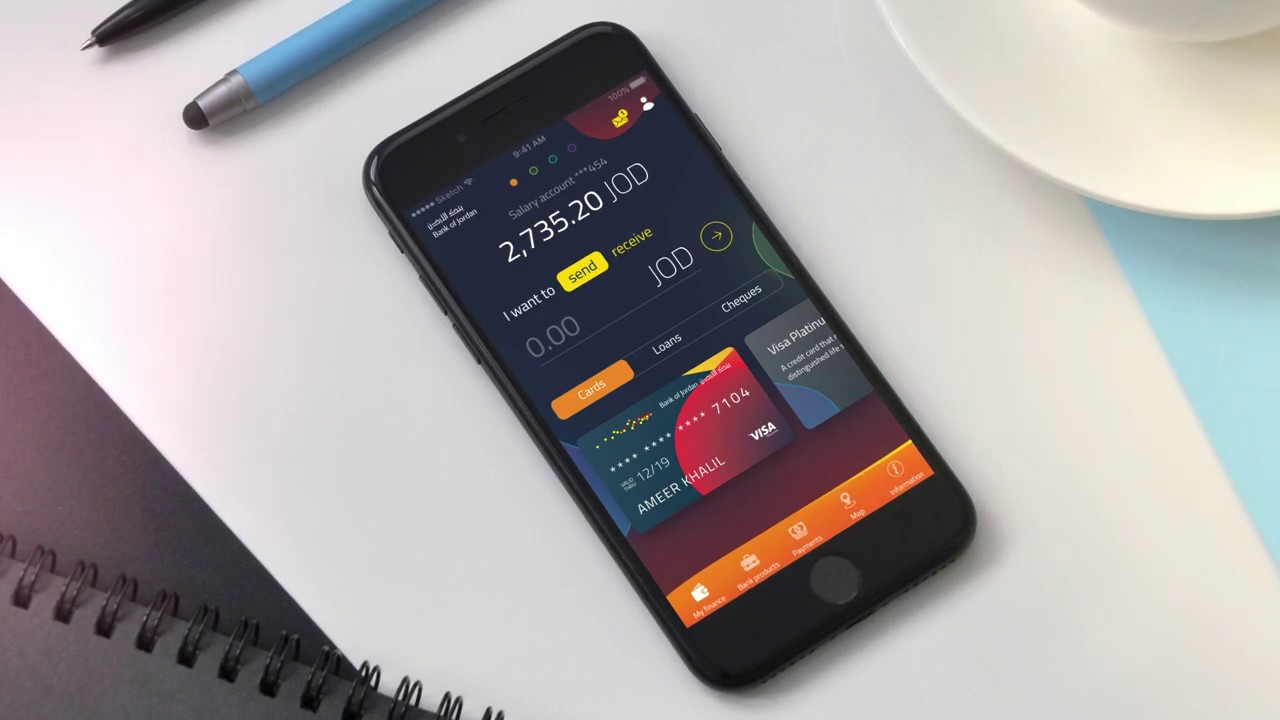 Sketch
9:41 AM
100%
بنك الأردن
Bank of Jordan
1
Salary account ***454
2,735.20 JOD
I want to send receive
0.00 JOD
Cards
Loans
Cheques
Bank of Jordan بنك الأردن
**** **** **** 7104
VALID THRU 12/19
VISA
AMEER KHALIL
Visa Platinu
A credit card that
distinguished life s
My finance
Bank products
Payments
Map
Information